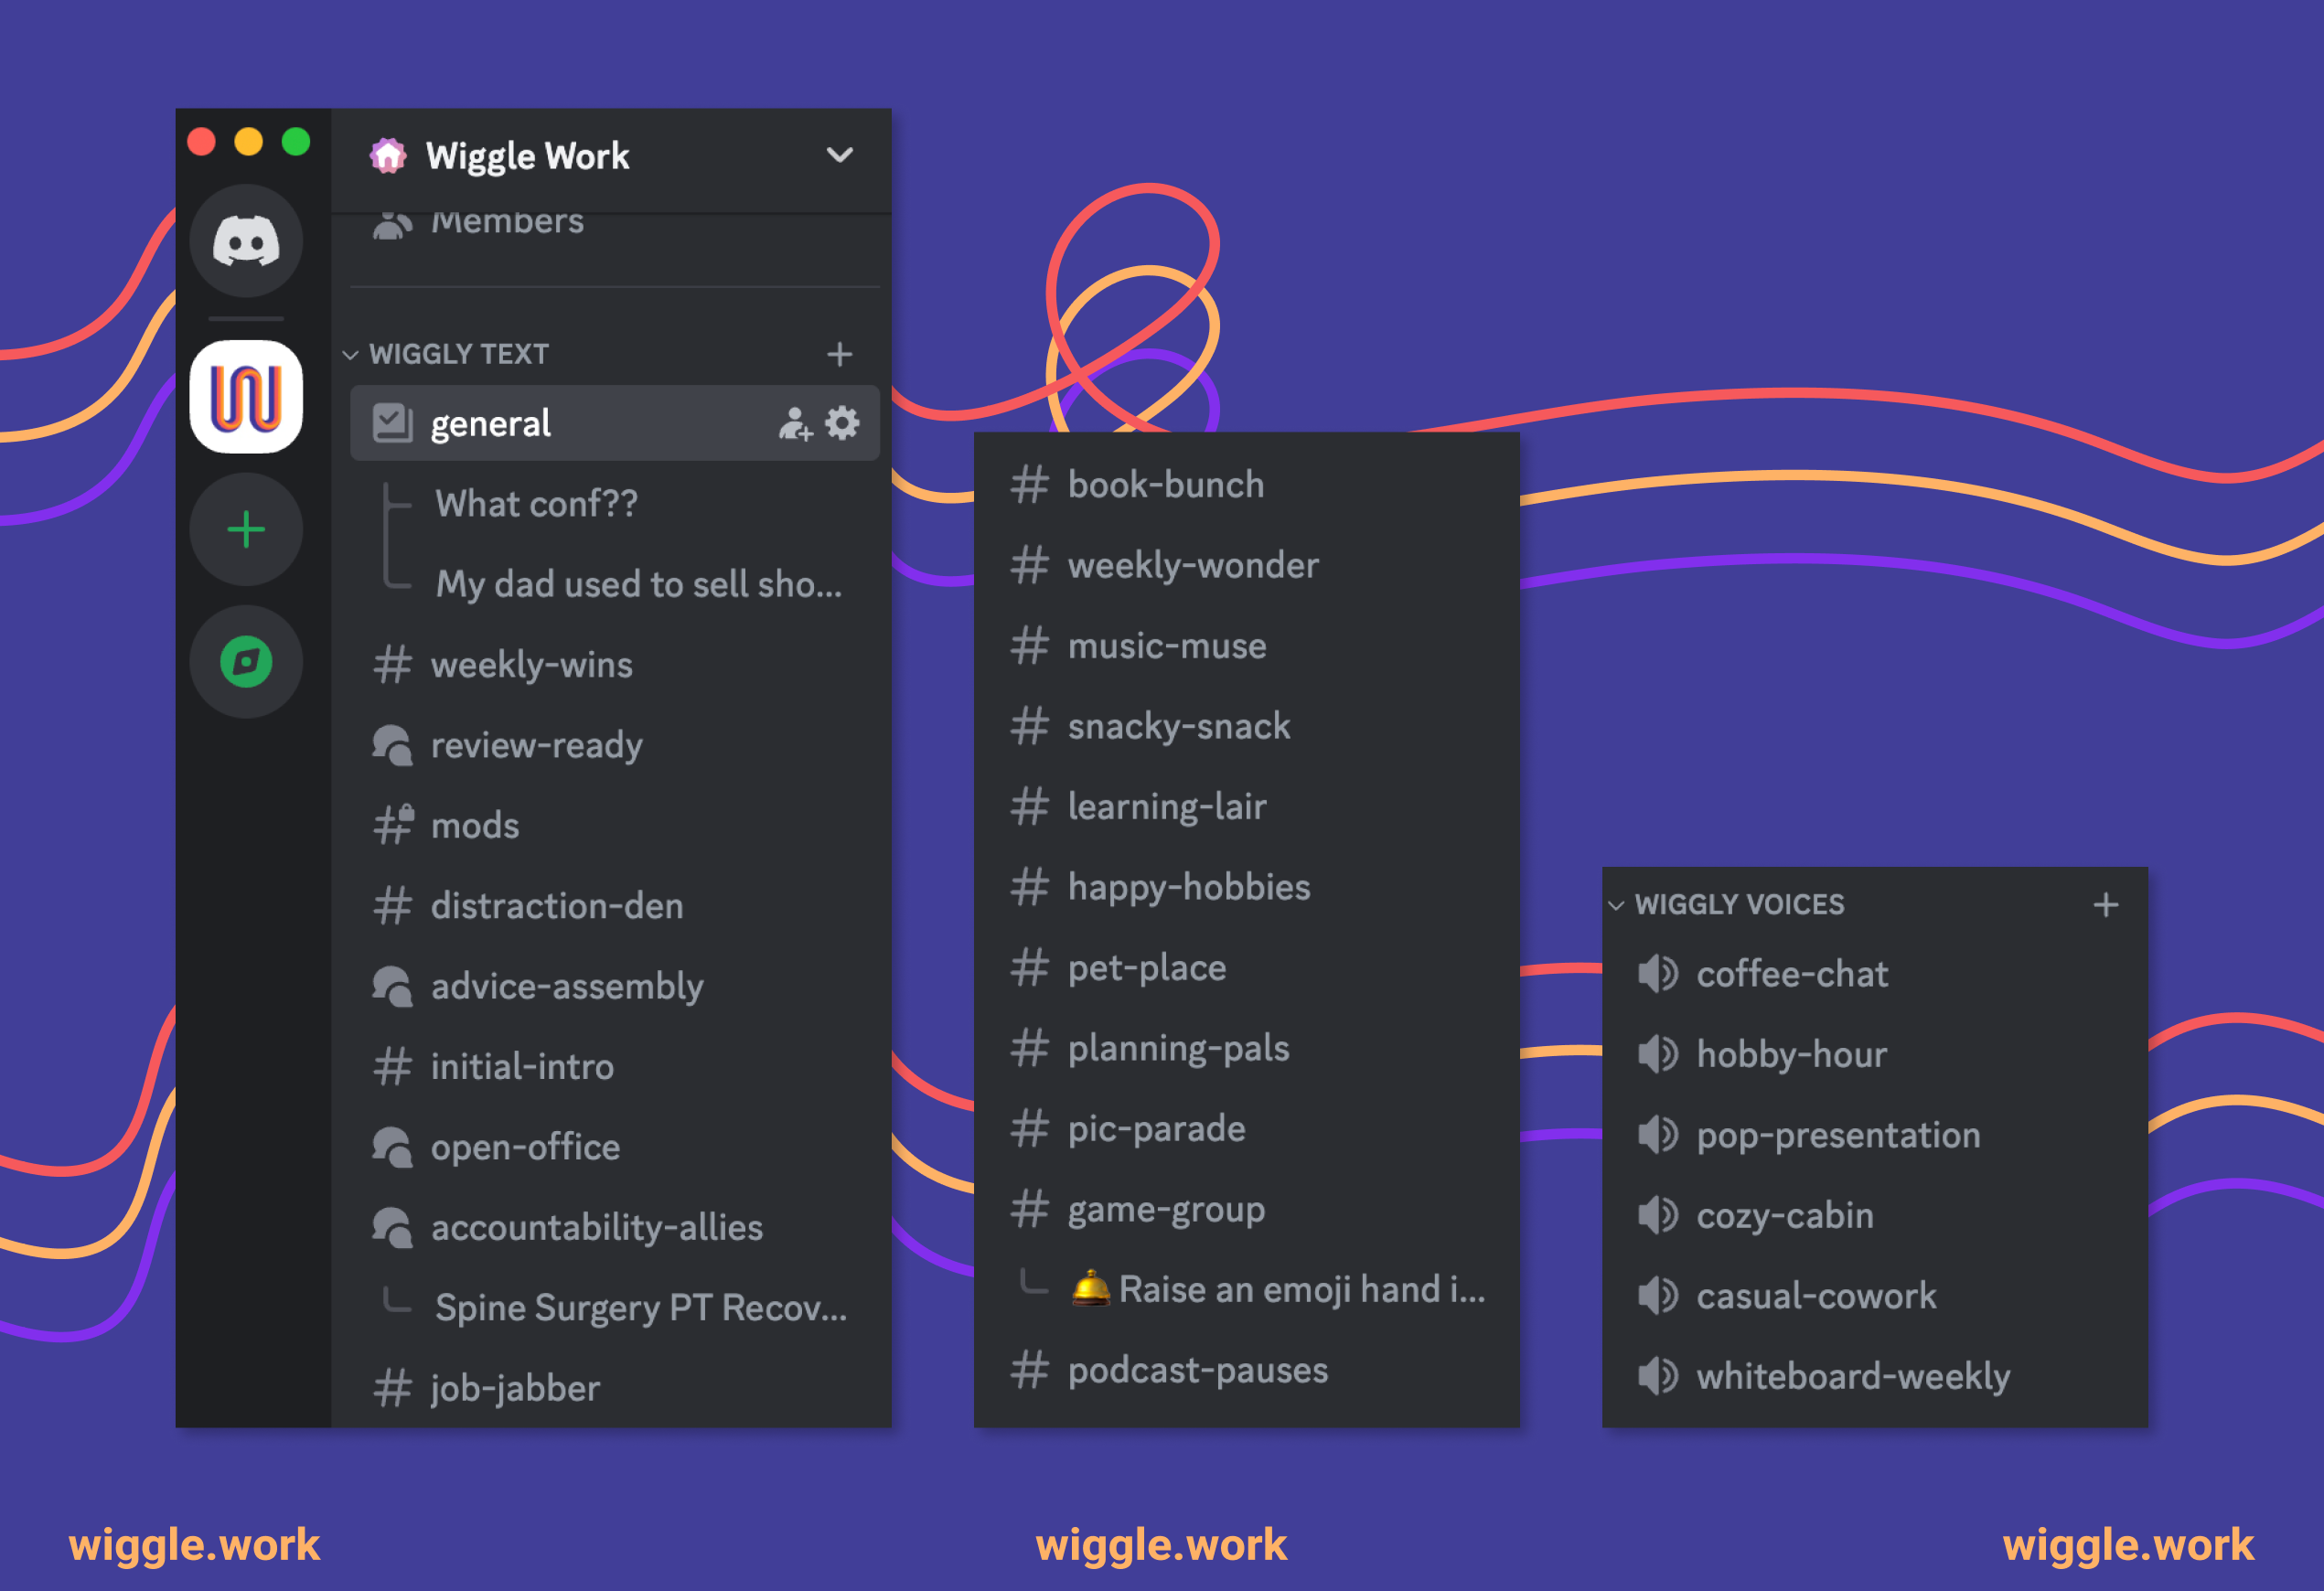 Wiggle Work
Members
WIGGLY TEXT
general
What conf??
My dad used to sell sho...
weekly-wins
review-ready
mods
distraction-den
advice-assembly
initial-intro
open-office
accountability-allies
Spine Surgery PT Recov...
job-jabber
book-bunch
weekly-wonder
music-muse
snacky-snack
learning-lair
happy-hobbies
pet-place
planning-pals
pic-parade
game-group
Raise an emoji hand i...
podcast-pauses
WIGGLY VOICES
coffee-chat
hobby-hour
pop-presentation
cozy-cabin
casual-cowork
whiteboard-weekly
wiggle.work
wiggle.work
wiggle.work